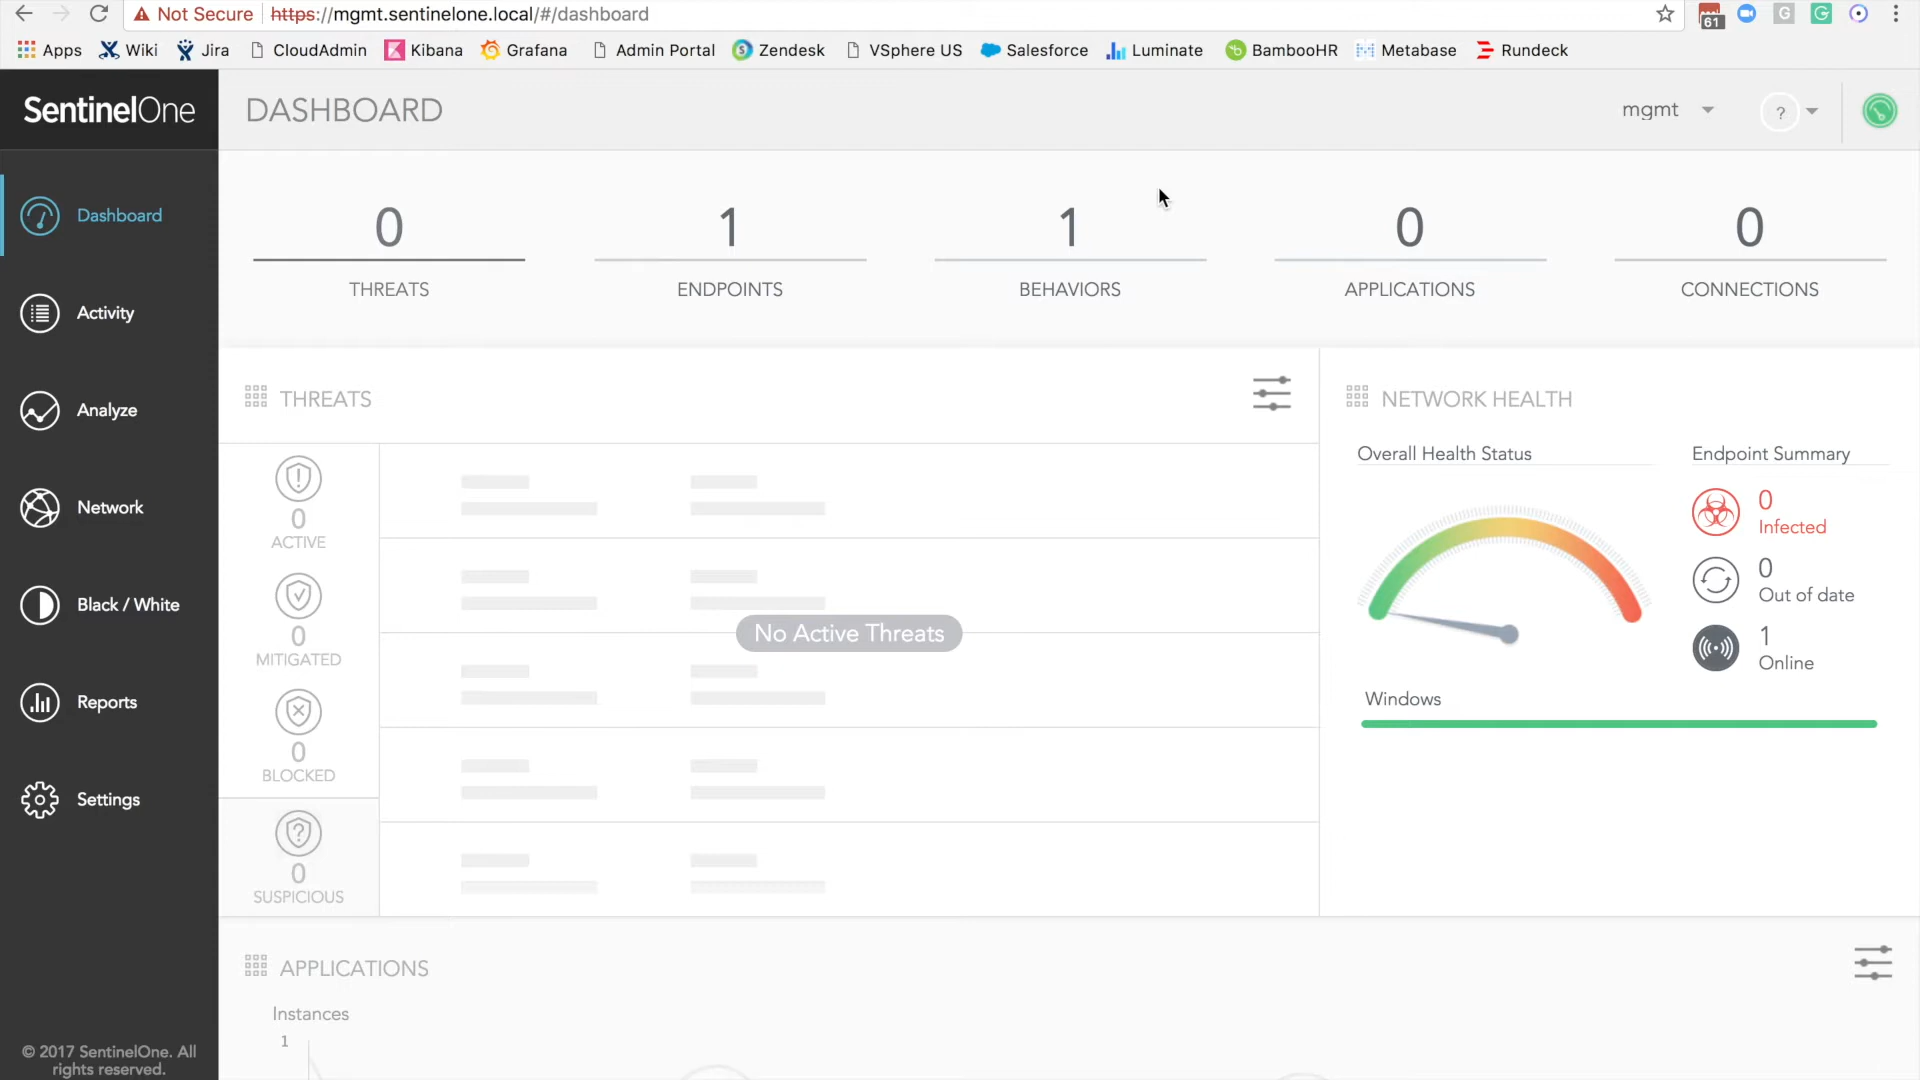 Not Secure https://mgmt.sentinelone.local/#/dashboard
61
Apps Wiki Jira CloudAdmin Kibana Grafana Admin Portal Zendesk VSphere US Salesforce Luminate BambooHR Metabase Rundeck
SentinelOne
DASHBOARD
mgmt ?
Dashboard
Activity
Analyze
Network
Black / White
Reports
Settings
© 2017 SentinelOne. All
rights reserved.
0 1 1 0 0
THREATS ENDPOINTS BEHAVIORS APPLICATIONS CONNECTIONS
THREATS
0
ACTIVE
0
MITIGATED
0
BLOCKED
0
SUSPICIOUS
No Active Threats
NETWORK HEALTH
Overall Health Status
Endpoint Summary
0
Infected
0
Out of date
1
Online
Windows
APPLICATIONS
Instances
1